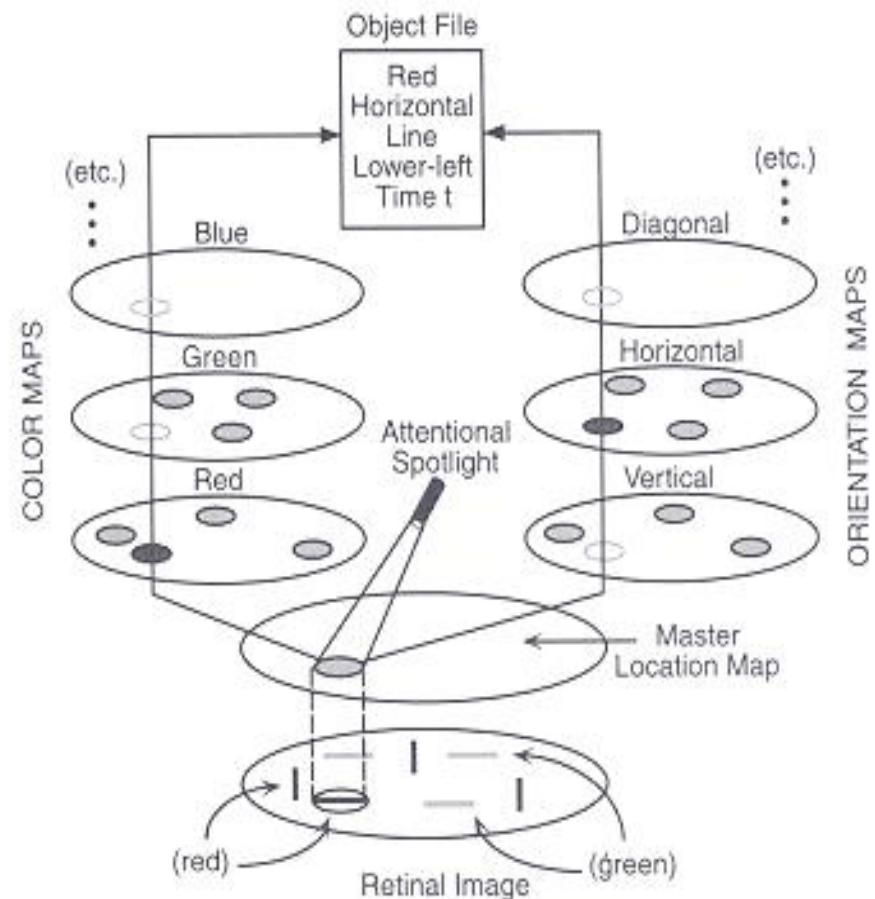 Object File
Red
Horizontal
Line
Lower-left
Time t
(etc.)
(etc.)
Blue
Diagonal
COLOR MAPS
Green
Horizontal
ORIENTATION MAPS
Attentional
Spotlight
Red
Vertical
Master
Location Map
(red)
(green)
Retinal Image